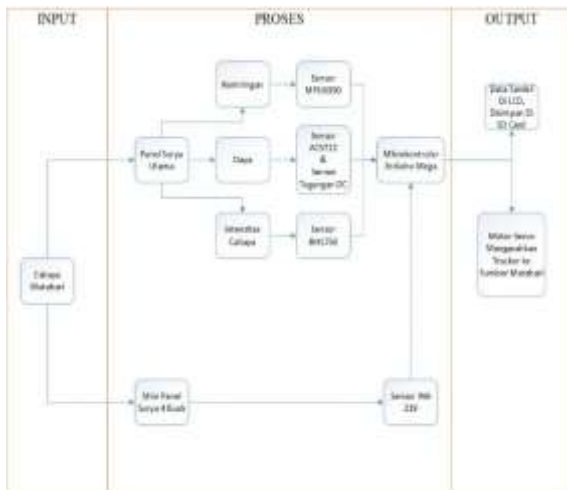 INPUT
PROSES
OUTPUT
Kemiringan
Sensor
MPU6050
Data Tampil
Di LCD,
Disimpan Di
SD Card
Panel Surya
Utama
Daya
Sensor
ACS712
&
Sensor
Tegangan DC
Mikrokontroler
Arduino Mega
Intensitas
Cahaya
Sensor
BH1750
Motor Servo
Mengarahkan
Tracker ke
Sumber Matahari
Cahaya
Matahari
Mini Panel
Surya 4 Buah
Sensor INA
219